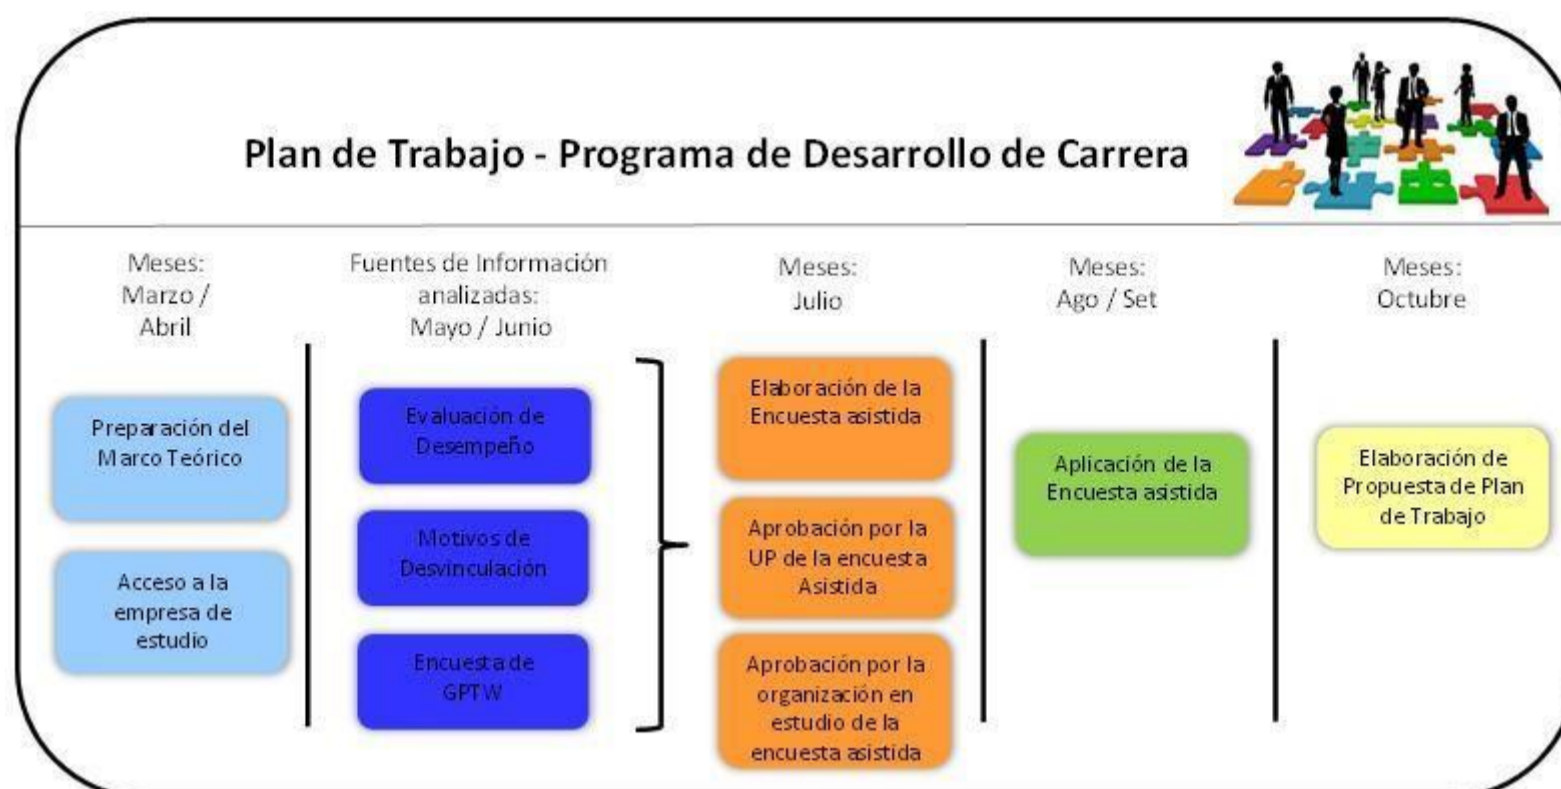 Plan de Trabajo - Programa de Desarrollo de Carrera
Meses:
Marzo /
Abril
Preparación del
Marco Teórico
Acceso a la
empresa de
estudio
Fuentes de Información
analizadas:
Mayo / Junio
Evaluación de
Desempeño
Motivos de
Desvinculación
Encuesta de
GPTW
Meses:
Julio
Elaboración de la
Encuesta asistida
Aprobación por la
UP de la encuesta
Asistida
Aprobación por la
organización en
estudio de la
encuesta asistida
Meses:
Ago / Set
Aplicación de la
Encuesta asistida
Meses:
Octubre
Elaboración de
Propuesta de Plan
de Trabajo